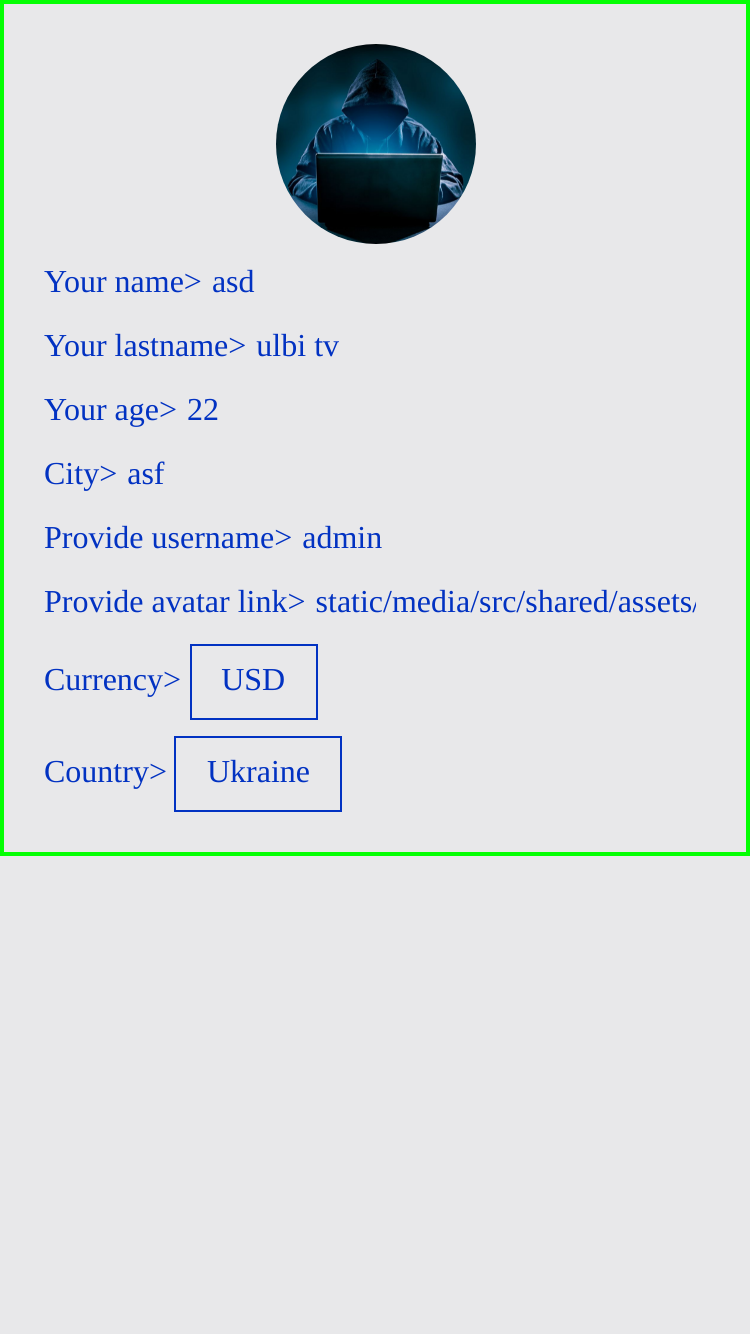 Your name> asd
Your lastname> ulbi tv
Your age> 22
City> asf
Provide username> admin
Provide avatar link> static/media/src/shared/assets/
Currency> USD
Country> Ukraine